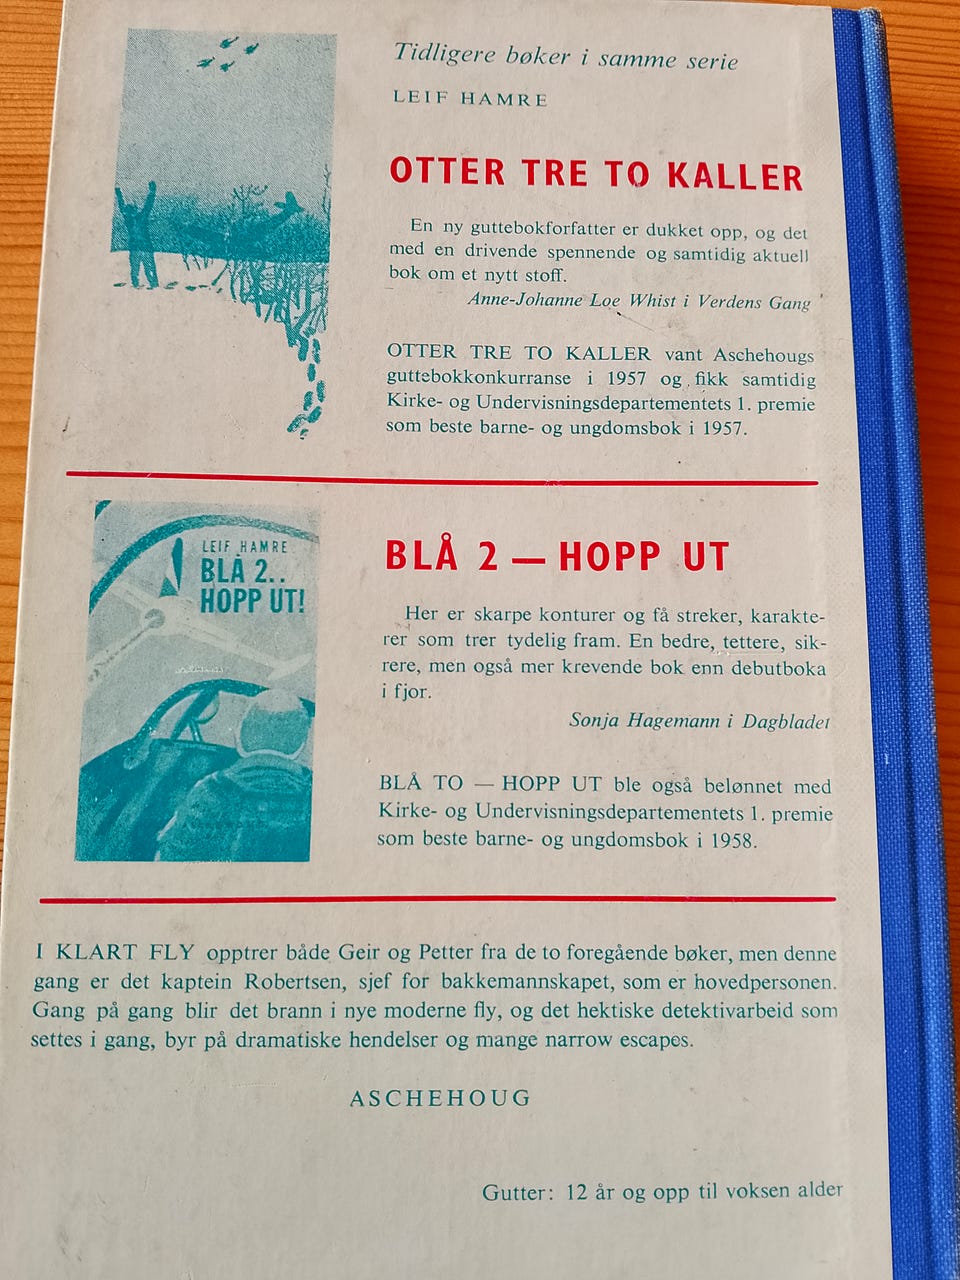 Tidligere bøker i samme serie
LEIF HAMRE
OTTER TRE TO KALLER
En ny guttebokforfatter er dukket opp, og det
med en drivende spennende og samtidig aktuell
bok om et nytt stoff.
Anne-Johanne Loe Whist i Verdens Gang
OTTER TRE TO KALLER vant Aschehougs
guttebokkonkurranse i 1957 og fikk samtidig
Kirke- og Undervisningsdepartementets 1. premie
som beste barne- og ungdomsbok i 1957.
LEIF HAMRE
BLÅ 2..
HOPP UT!
BLÅ 2 — HOPP UT
Her er skarpe konturer og få streker, karakte-
rer som trer tydelig fram. En bedre, tettere, sik-
rere, men også mer krevende bok enn debutboka
i fjor.
Sonja Hagemann i Dagbladet
BLÅ TO — HOPP UT ble også belønnet med
Kirke- og Undervisningsdepartementets 1. premie
som beste barne- og ungdomsbok i 1958.
I KLART FLY opptrer både Geir og Petter fra de to foregående bøker, men denne
gang er det kaptein Robertsen, sjef for bakkemannskapet, som er hovedpersonen.
Gang på gang blir det brann i nye moderne fly, og det hektiske detektivarbeid som
settes i gang, byr på dramatiske hendelser og mange narrow escapes.
ASCHEHOUG
Gutter: 12 år og opp til voksen alder